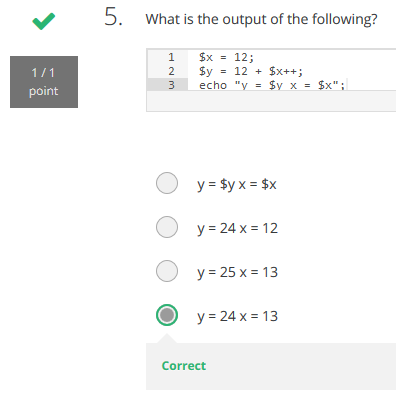 5. What is the output of the following?
1 / 1
point
1 $x = 12;
2 $y = 12 + $x++;
3 echo "y = $y x = $x";
y = $y x = $x
y = 24 x = 12
y = 25 x = 13
y = 24 x = 13
Correct